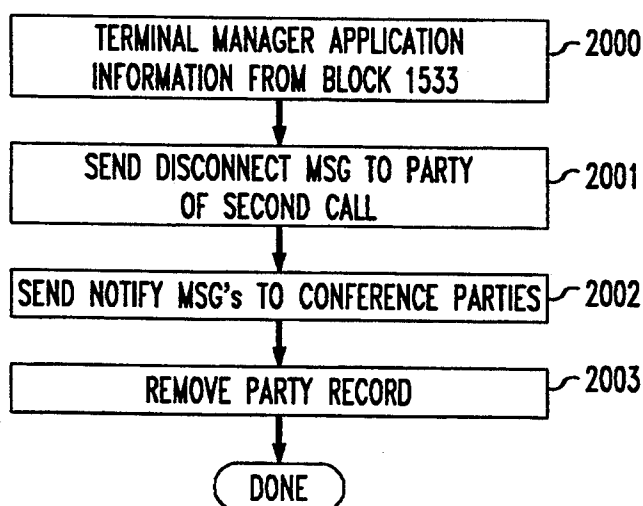 TERMINAL MANAGER APPLICATION
INFORMATION FROM BLOCK 1533
2000
SEND DISCONNECT MSG TO PARTY
OF SECOND CALL
2001
SEND NOTIFY MSG's TO CONFERENCE PARTIES
2002
REMOVE PARTY RECORD
2003
DONE